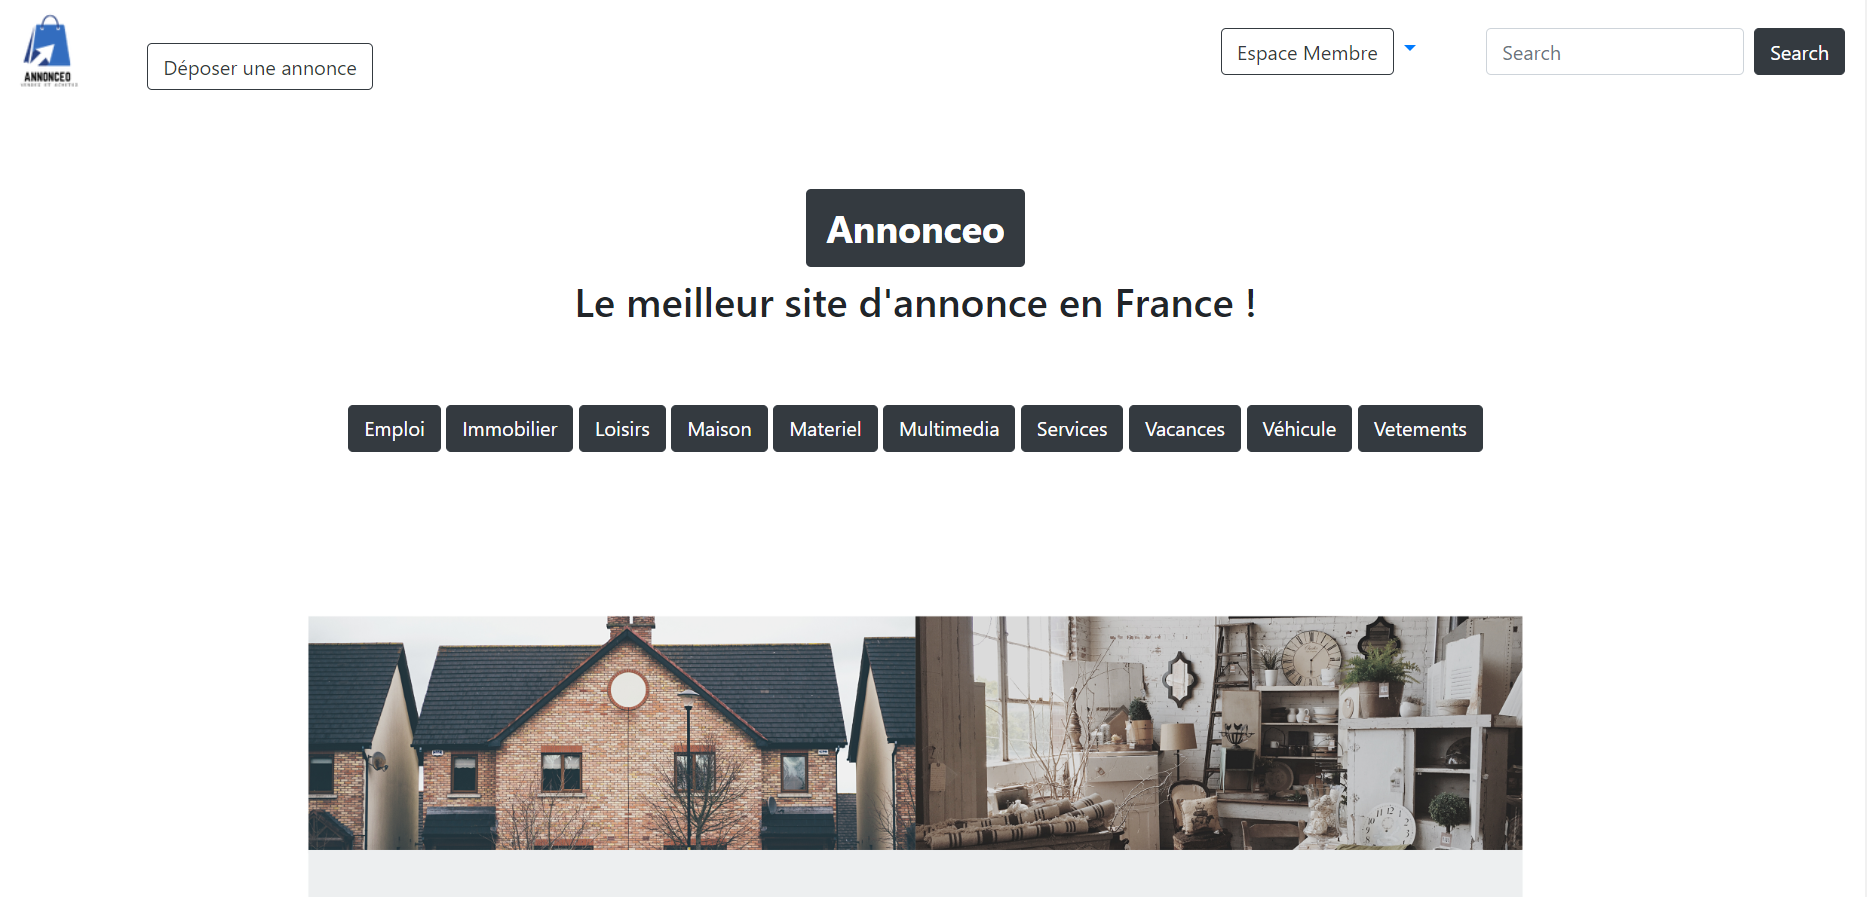 ANNONCEO
Déposer une annonce
Espace Membre
Search
Search
Annonceo
Le meilleur site d'annonce en France !
Emploi
Immobilier
Loisirs
Maison
Materiel
Multimedia
Services
Vacances
Véhicule
Vetements